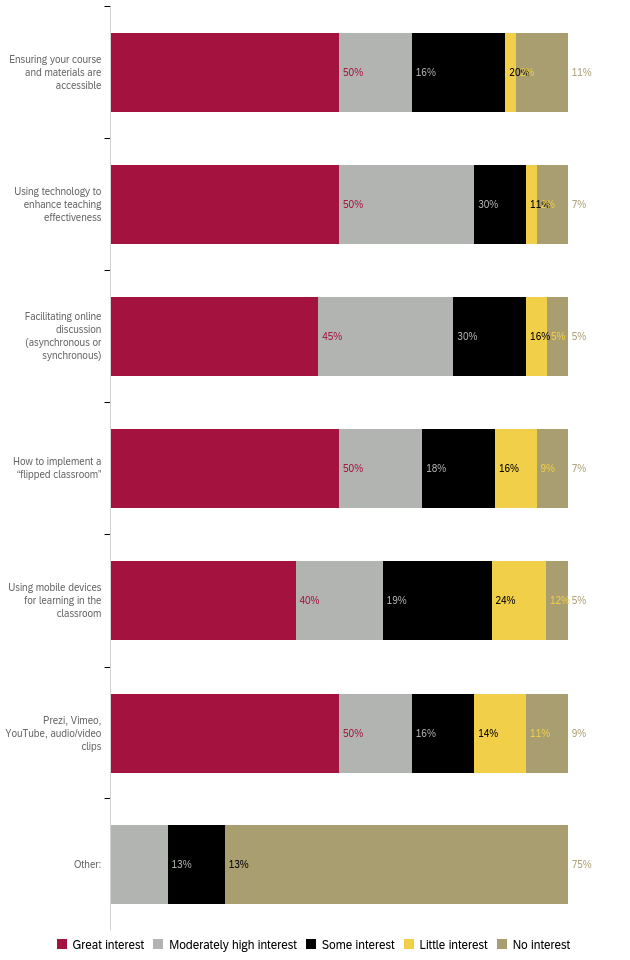 Ensuring your course
and materials are
accessible
50%
16%
20%
11%
Using technology to
enhance teaching
effectiveness
50%
30%
11%
7%
Facilitating online
discussion
(asynchronous or
synchronous)
45%
30%
16%
5%
5%
How to implement a
“flipped classroom”
50%
18%
16%
9%
7%
Using mobile devices
for learning in the
classroom
40%
19%
24%
12%
5%
Prezi, Vimeo,
YouTube, audio/video
clips
50%
16%
14%
11%
9%
Other:
13%
13%
75%
Great interest Moderately high interest Some interest Little interest No interest